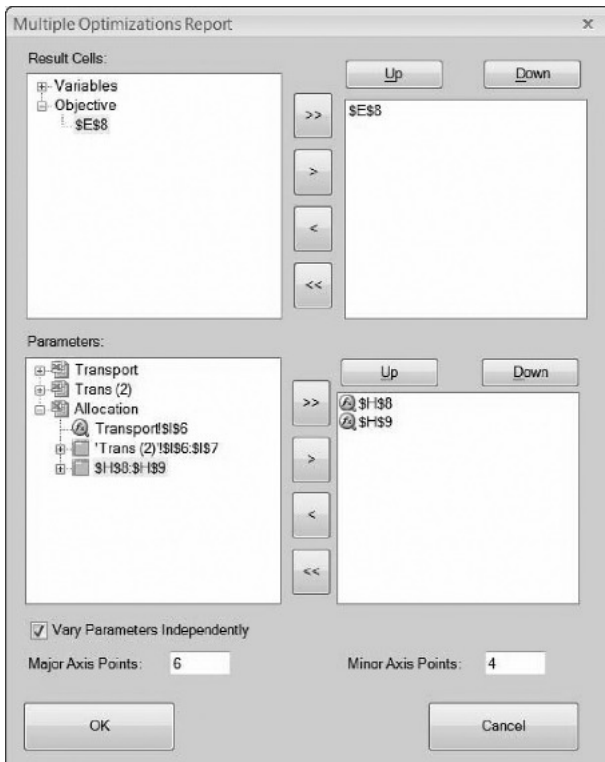 Multiple Optimizations Report x
Result Cells:
Variables
Objective
$E$8
>>
>
<
<<
Up Down
$E$8
Parameters:
Transport
Trans (2)
Allocation
Transport!$I$6
'Trans (2)'!$I$6:$I$7
$H$8:$H$9
>>
>
<
<<
Up Down
$H$8
$H$9
Vary Parameters Independently
Major Axis Points: 6 Minor Axis Points: 4
OK Cancel